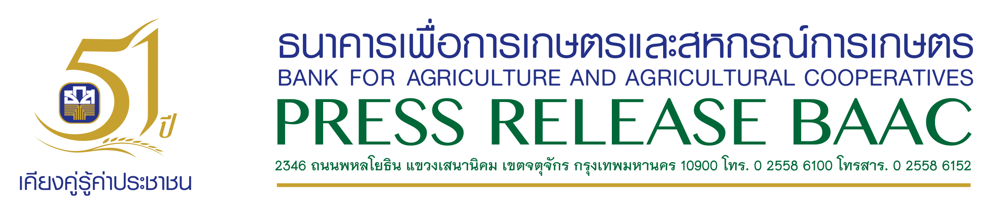 51
ปี
ธกส
เคียงคู่รู้ค่าประชาชน
ธนาคารเพื่อการเกษตรและสหกรณ์การเกษตร
BANK FOR AGRICULTURE AND AGRICULTURAL COOPERATIVES
PRESS RELEASE BAAC
2346 ถนนพหลโยธิน แขวงเสนานิคม เขตจตุจักร กรุงเทพมหานคร 10900 โทร. 0 2558 6100 โทรสาร. 0 2558 6152